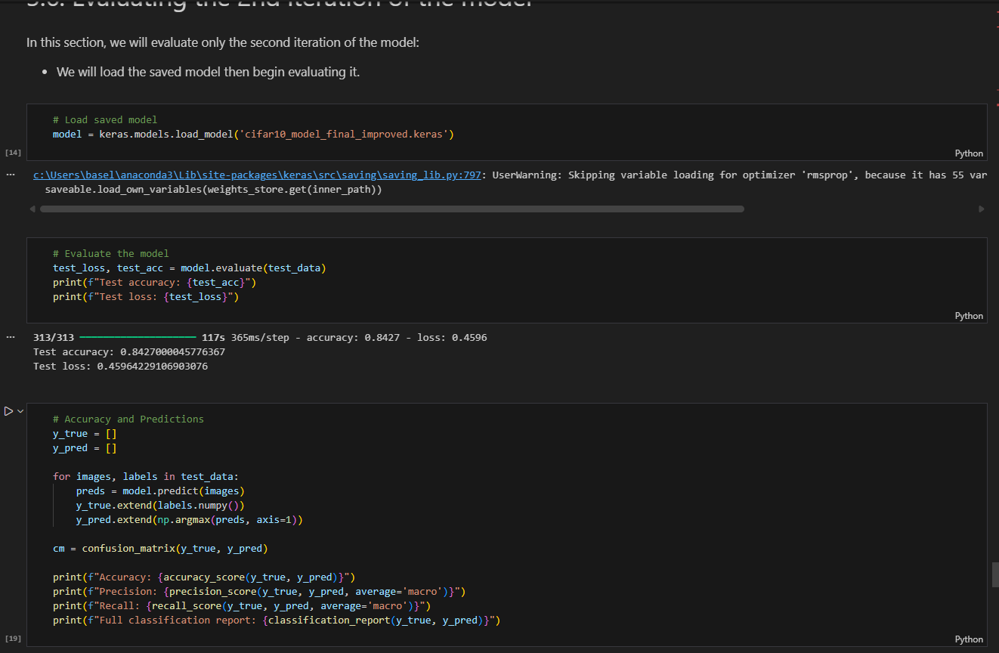 3.6. Evaluating the 2nd iteration of the model
In this section, we will evaluate only the second iteration of the model:
• We will load the saved model then begin evaluating it.
# Load saved model
model = keras.models.load_model('cifar10_model_final_improved.keras')
[14]
Python
... c:\Users\basel\anaconda3\Lib\site-packages\keras\src\saving\saving_lib.py:797: UserWarning: Skipping variable loading for optimizer 'rmsprop', because it has 55 var
saveable.load_own_variables(weights_store.get(inner_path))
# Evaluate the model
test_loss, test_acc = model.evaluate(test_data)
print(f"Test accuracy: {test_acc}")
print(f"Test loss: {test_loss}")
Python
... 313/313 117s 365ms/step - accuracy: 0.8427 - loss: 0.4596
Test accuracy: 0.8427000045776367
Test loss: 0.45964229106903076
# Accuracy and Predictions
y_true = []
y_pred = []
for images, labels in test_data:
preds = model.predict(images)
y_true.extend(labels.numpy())
y_pred.extend(np.argmax(preds, axis=1))
cm = confusion_matrix(y_true, y_pred)
print(f"Accuracy: {accuracy_score(y_true, y_pred)}")
print(f"Precision: {precision_score(y_true, y_pred, average='macro')}")
print(f"Recall: {recall_score(y_true, y_pred, average='macro')}")
print(f"Full classification report: {classification_report(y_true, y_pred)}")
[19]
Python